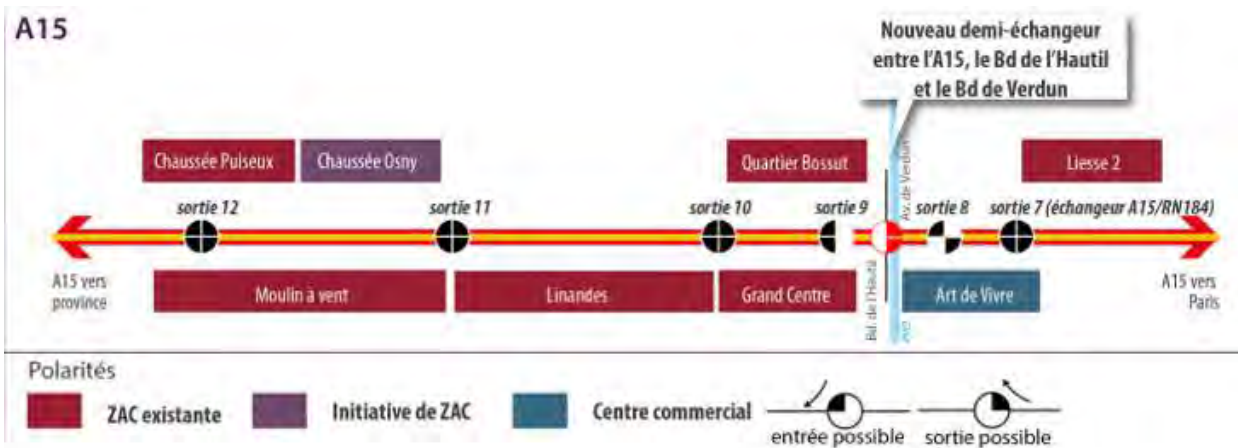 A15
Nouveau demi-échangeur
entre l'A15, le Bd de l'Hautil
et le Bd de Verdun
Chaussée Puiseux
Chaussée Osny
Quartier Bossut
Av. de Verdun
Liesse 2
sortie 12
sortie 11
sortie 10
sortie 9
sortie 8
sortie 7 (échangeur A15/RN184)
A15 vers
province
Moulin à vent
Linandes
Grand Centre
Bd. de l'Hautil
Oise
Art de Vivre
A15 vers
Paris
Polarités
ZAC existante
Initiative de ZAC
Centre commercial
entrée possible
sortie possible